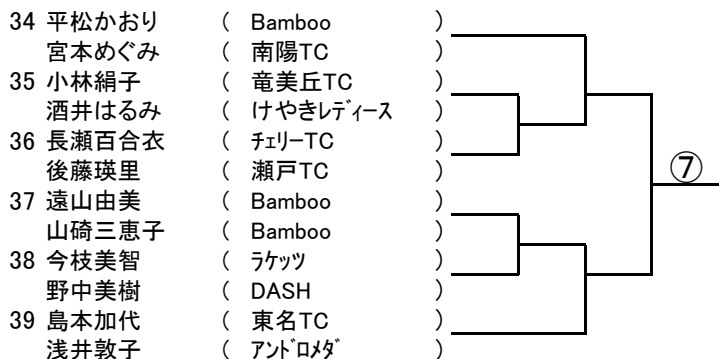 34 平松かおり ( Bamboo )
宮本めぐみ ( 南陽TC )
35 小林絹子 ( 竜美丘TC )
酒井はるみ ( けやきﾚﾃﾞｨｰｽ )
36 長瀬百合衣 ( ﾁｪﾘｰTC )
後藤瑛里 ( 瀬戸TC )
37 遠山由美 ( Bamboo )
山碕三恵子 ( Bamboo )
38 今枝美智 ( ﾗｹｯﾂ )
野中美樹 ( DASH )
39 島本加代 ( 東名TC )
浅井敦子 ( ｱﾝﾄﾞﾛﾒﾀﾞ )
⑦